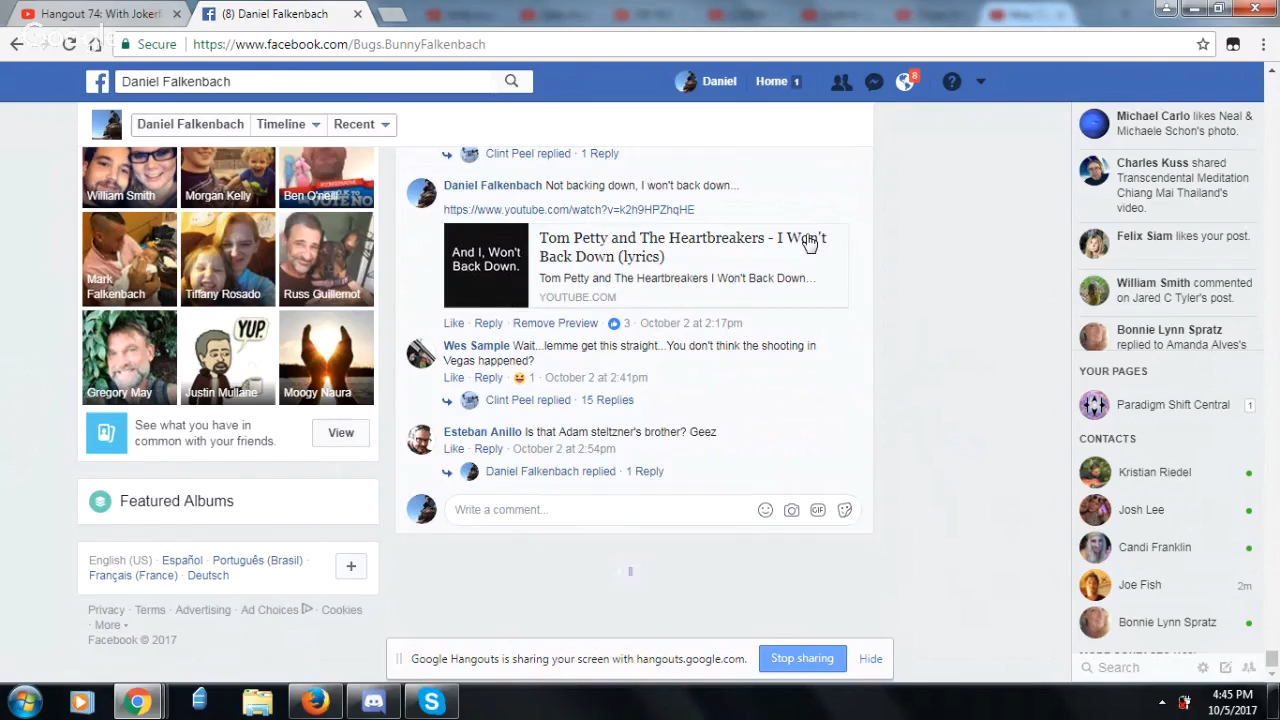 Hangout 74: With Jokerf
(8) Daniel Falkenbach
Secure
https://www.facebook.com/Bugs.BunnyFalkenbach
Daniel Falkenbach
Daniel
Home 1
8
Daniel Falkenbach
Timeline
Recent
William Smith
Morgan Kelly
Ben O'neill
Mark Falkenbach
Tiffany Rosado
Russ Guillemot
YUP.
Gregory May
Justin Mullane
Moogy Naura
See what you have in
common with your friends.
View
Featured Albums
English (US) · Español · Português (Brasil) ·
Français (France) · Deutsch
Privacy · Terms · Advertising · Ad Choices · Cookies
· More
Facebook © 2017
Clint Peel replied · 1 Reply
Daniel Falkenbach Not backing down, I won't back down...
https://www.youtube.com/watch?v=k2h9HPZhqHE
And I, Won't
Back Down.
Tom Petty and The Heartbreakers - I Won't
Back Down (lyrics)
Tom Petty and The Heartbreakers I Won't Back Down...
YOUTUBE.COM
Like · Reply · Remove Preview · 3 · October 2 at 2:17pm
Wes Sample Wait...lemme get this straight...You don't think the shooting in
Vegas happened?
Like · Reply · 1 · October 2 at 2:41pm
Clint Peel replied · 15 Replies
Esteban Anillo Is that Adam steltzner's brother? Geez
Like · Reply · October 2 at 2:54pm
Daniel Falkenbach replied · 1 Reply
Write a comment...
GIF
Google Hangouts is sharing your screen with hangouts.google.com.
Stop sharing
Hide
Michael Carlo likes Neal &
Michaele Schon's photo.
Charles Kuss shared
Transcendental Meditation
Chiang Mai Thailand's
video.
Felix Siam likes your post.
William Smith commented
on Jared C Tyler's post.
Bonnie Lynn Spratz
replied to Amanda Alves's
YOUR PAGES
Paradigm Shift Central 1
CONTACTS
Kristian Riedel
Josh Lee
Candi Franklin
Joe Fish 2m
Bonnie Lynn Spratz
Search
4:45 PM
10/5/2017